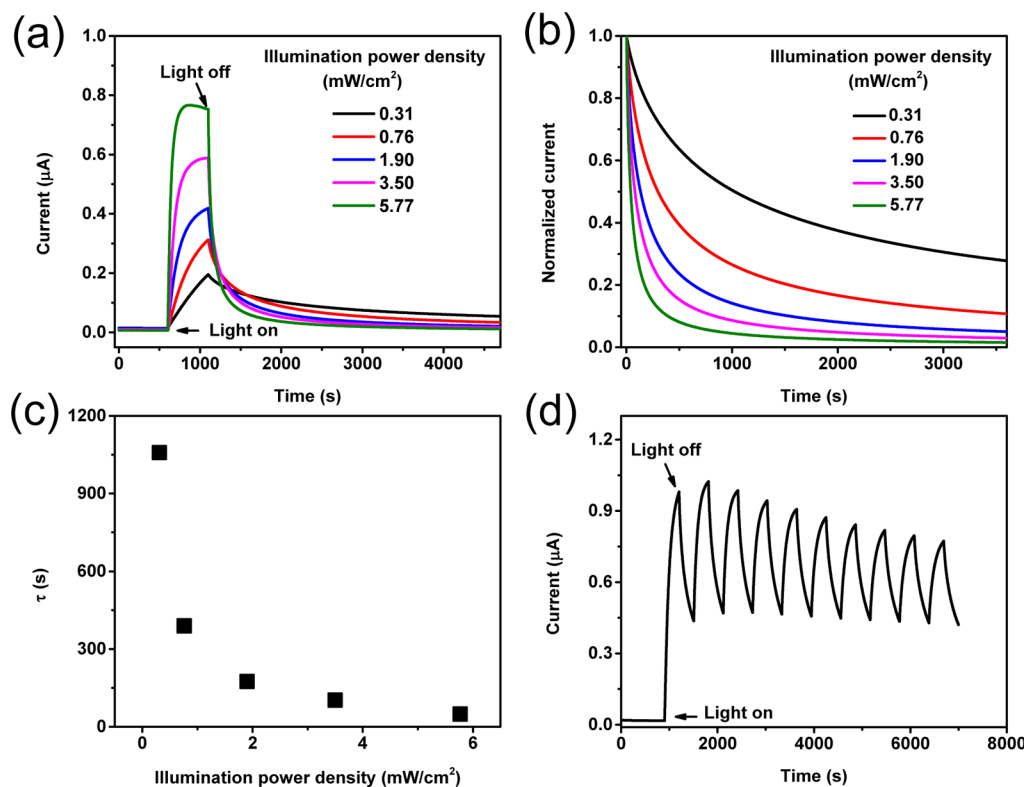 (a)
1.0
0.8
0.6
0.4
0.2
0.0
Current (µA)
Light off
Illumination power density
(mW/cm²)
0.31
0.76
1.90
3.50
5.77
Light on
0
1000
2000
3000
4000
Time (s)
(b)
1.0
0.8
0.6
0.4
0.2
0.0
Normalized current
Illumination power density
(mW/cm²)
0.31
0.76
1.90
3.50
5.77
0
1000
2000
3000
Time (s)
(c)
1200
900
600
300
0
τ (s)
0
2
4
6
Illumination power density (mW/cm²)
(d)
1.2
0.9
0.6
0.3
0.0
Current (µA)
Light off
Light on
0
2000
4000
6000
8000
Time (s)